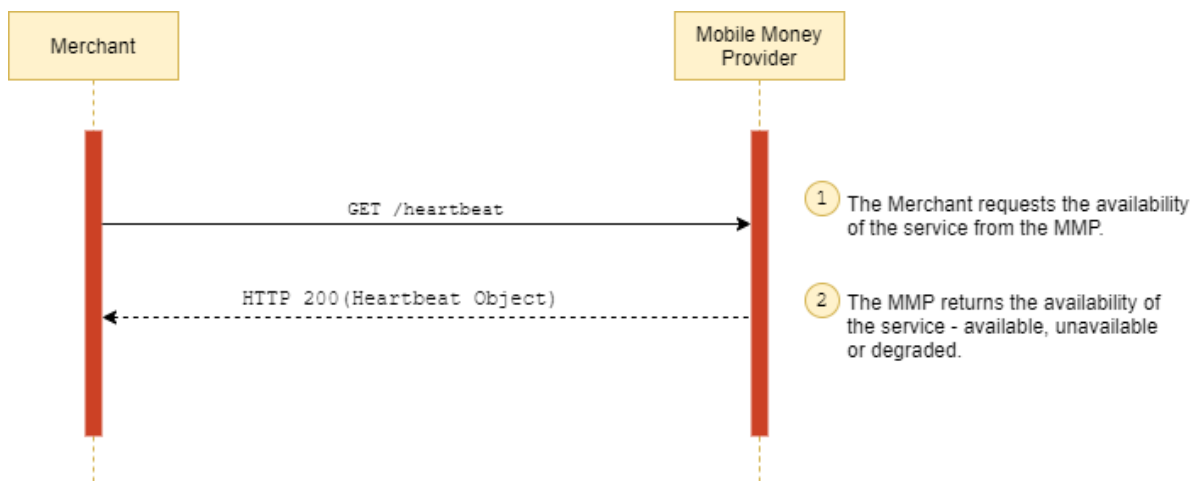 Merchant
Mobile Money
Provider
GET /heartbeat
1
The Merchant requests the availability
of the service from the MMP.
HTTP 200(Heartbeat Object)
2
The MMP returns the availability of
the service - available, unavailable
or degraded.